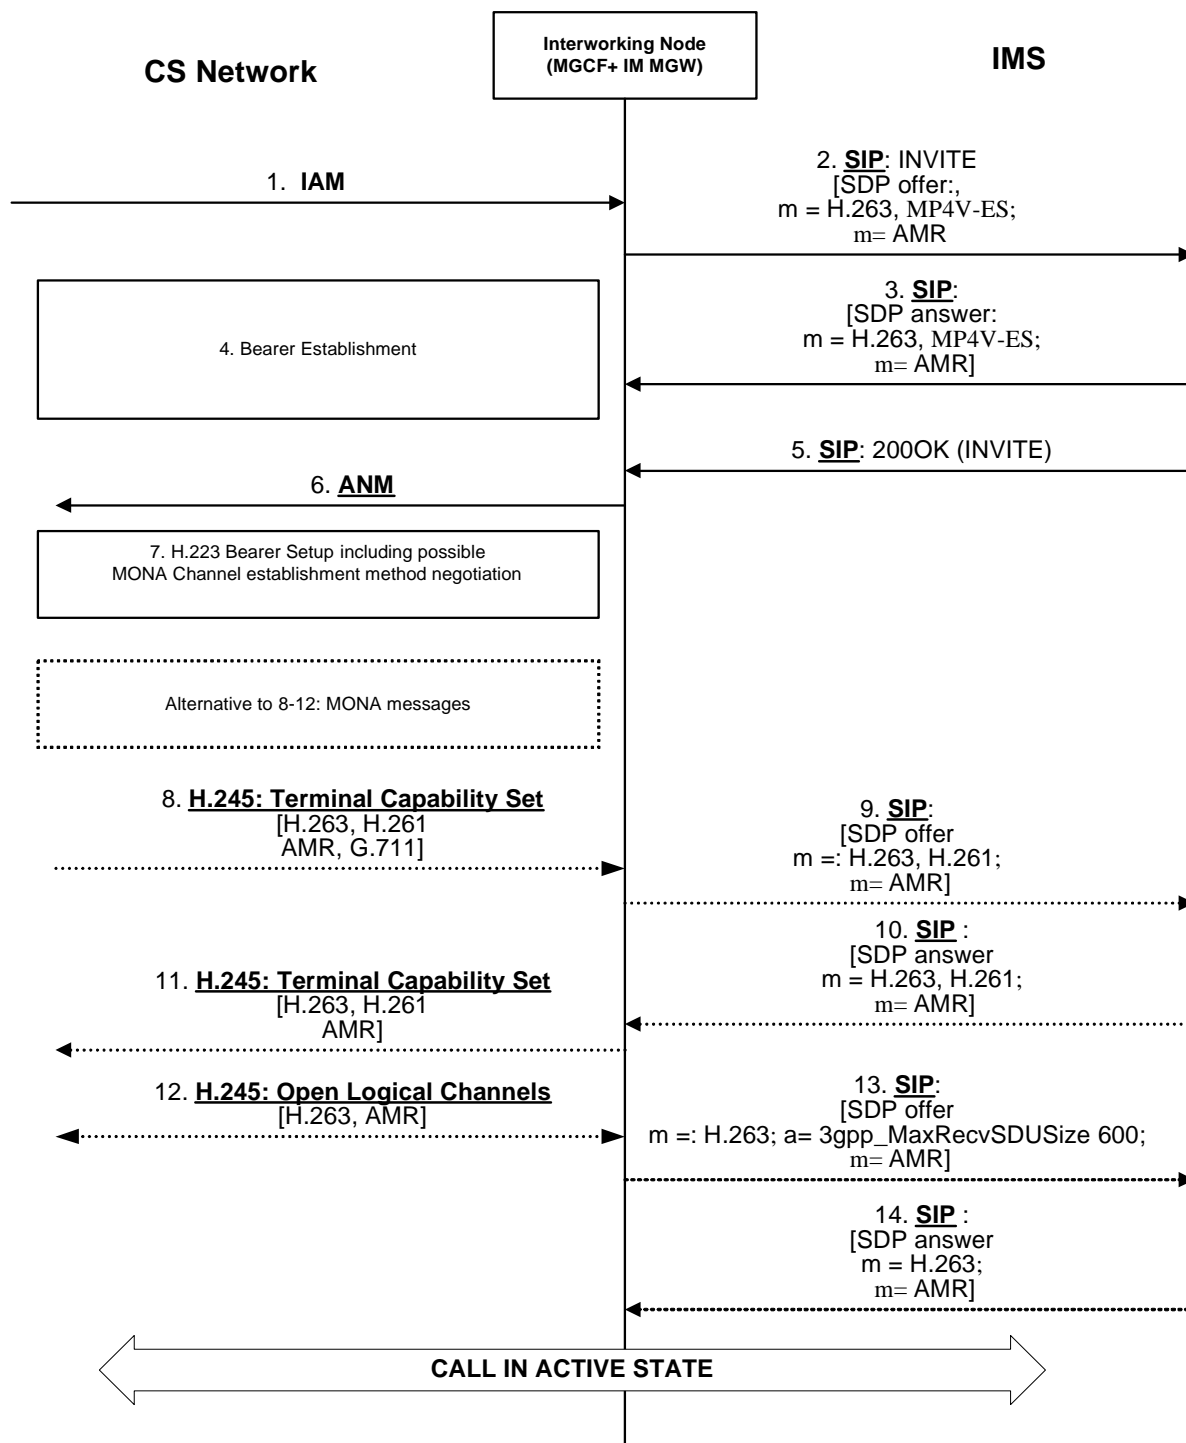 Interworking Node
(MGCF+ IM MGW)
CS Network
IMS
1. IAM
2. SIP: INVITE
[SDP offer:,
m = H.263, MP4V-ES;
m= AMR
3. SIP:
[SDP answer:
m = H.263, MP4V-ES;
m= AMR]
4. Bearer Establishment
5. SIP: 200OK (INVITE)
6. ANM
7. H.223 Bearer Setup including possible
MONA Channel establishment method negotiation
Alternative to 8-12: MONA messages
8. H.245: Terminal Capability Set
[H.263, H.261
AMR, G.711]
9. SIP:
[SDP offer
m =: H.263, H.261;
m= AMR]
10. SIP :
[SDP answer
m = H.263, H.261;
m= AMR]
11. H.245: Terminal Capability Set
[H.263, H.261
AMR]
12. H.245: Open Logical Channels
[H.263, AMR]
13. SIP:
[SDP offer
m =: H.263; a= 3gpp_MaxRecvSDUSize 600;
m= AMR]
14. SIP :
[SDP answer
m = H.263;
m= AMR]
CALL IN ACTIVE STATE